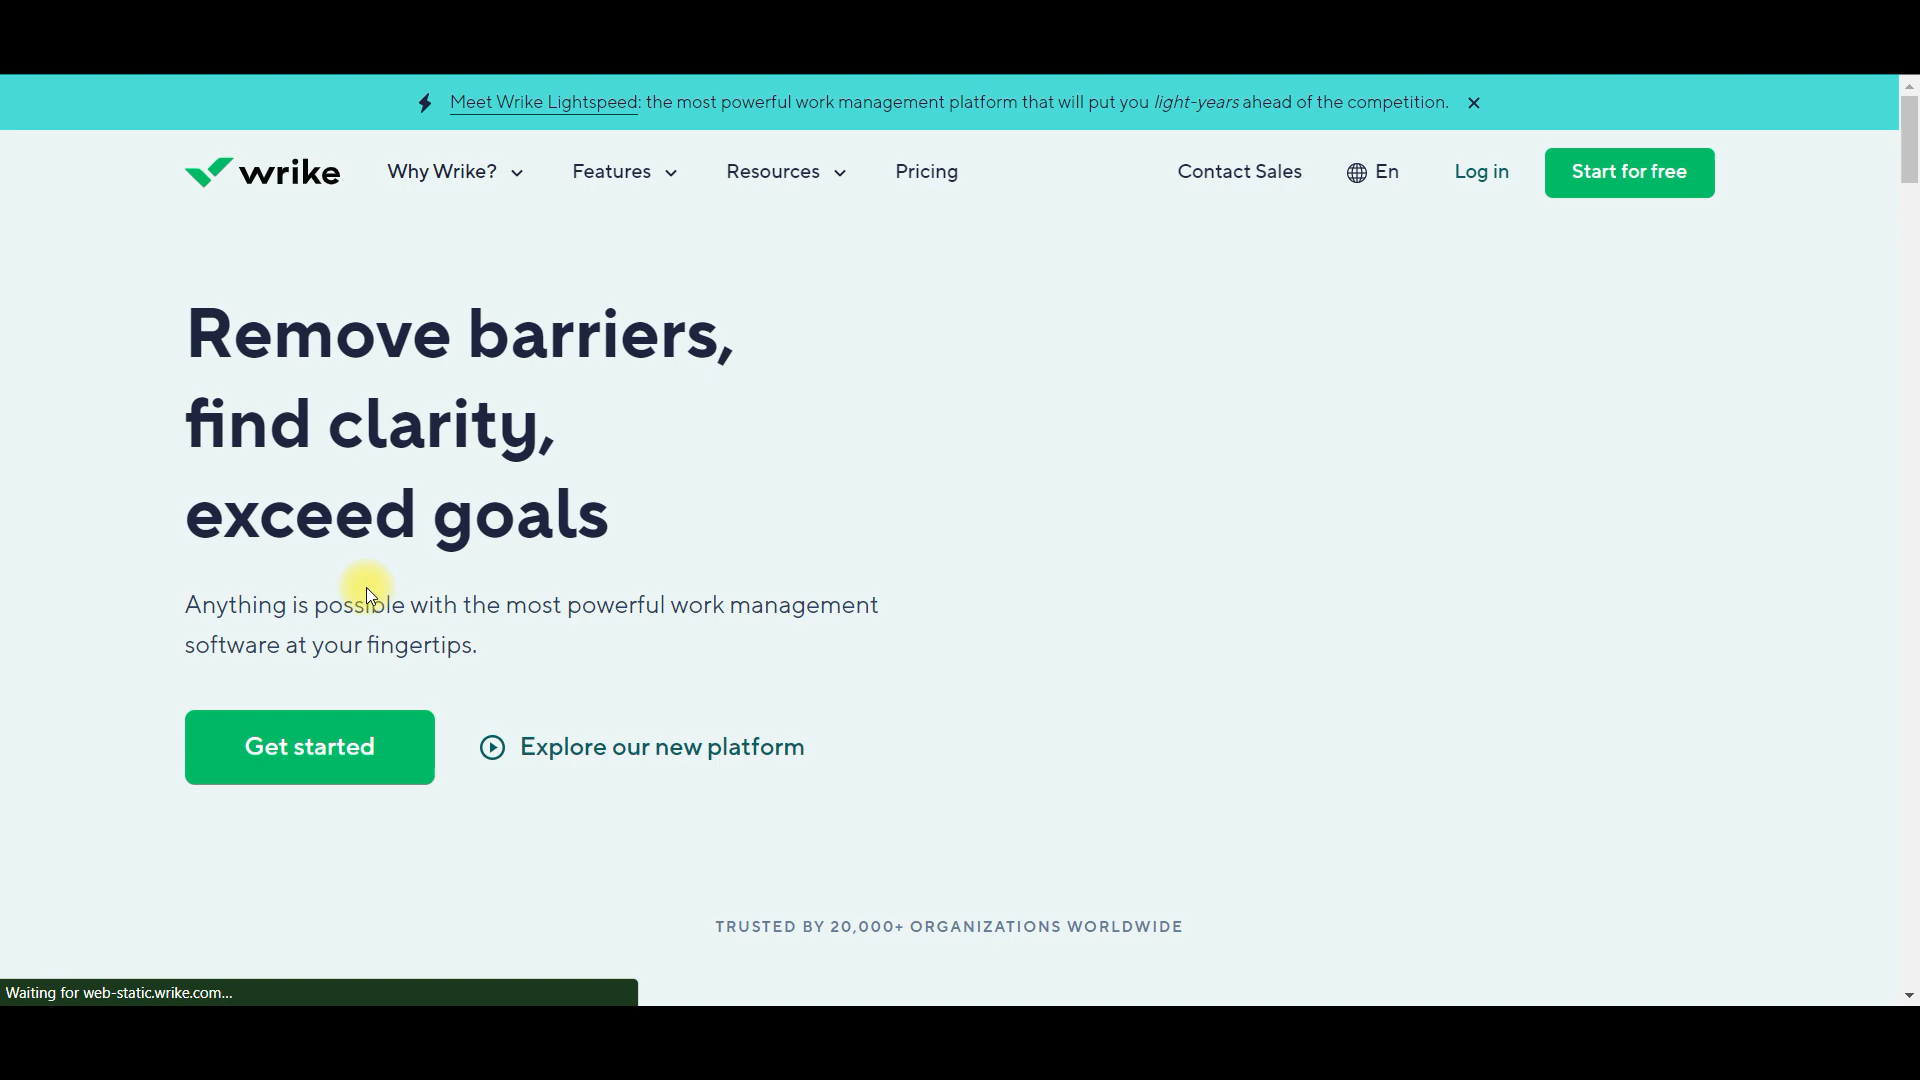 Meet Wrike Lightspeed: the most powerful work management platform that will put you light-years ahead of the competition.
wrike
Why Wrike?
Features
Resources
Pricing
Contact Sales
En
Log in
Start for free
Remove barriers,
find clarity,
exceed goals
Anything is possible with the most powerful work management
software at your fingertips.
Get started
Explore our new platform
TRUSTED BY 20,000+ ORGANIZATIONS WORLDWIDE
Waiting for web-static.wrike.com...